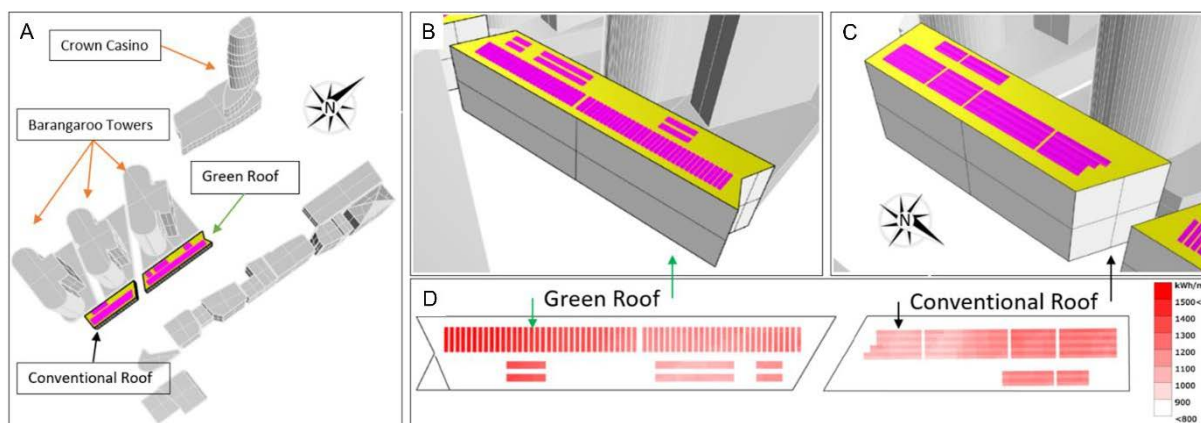 A
Crown Casino
N
Barangaroo Towers
Green Roof
Conventional Roof
B
C
N
D
Green Roof
Conventional Roof
kWh/m
1500<
1400
1300
1200
1100
1000
900
<800